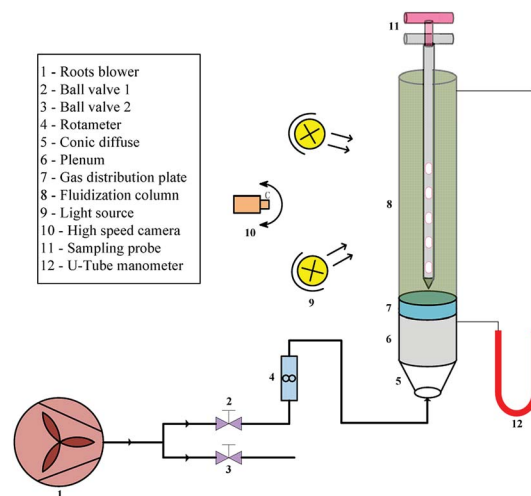 11
1 - Roots blower
2 - Ball valve 1
3 - Ball valve 2
4 - Rotameter
5 - Conic diffuse
6 - Plenum
7 - Gas distribution plate
8 - Fluidization column
9 - Light source
10 - High speed camera
11 - Sampling probe
12 - U-Tube manometer
C
10
8
9
7
6
4
5
2
12
3
1